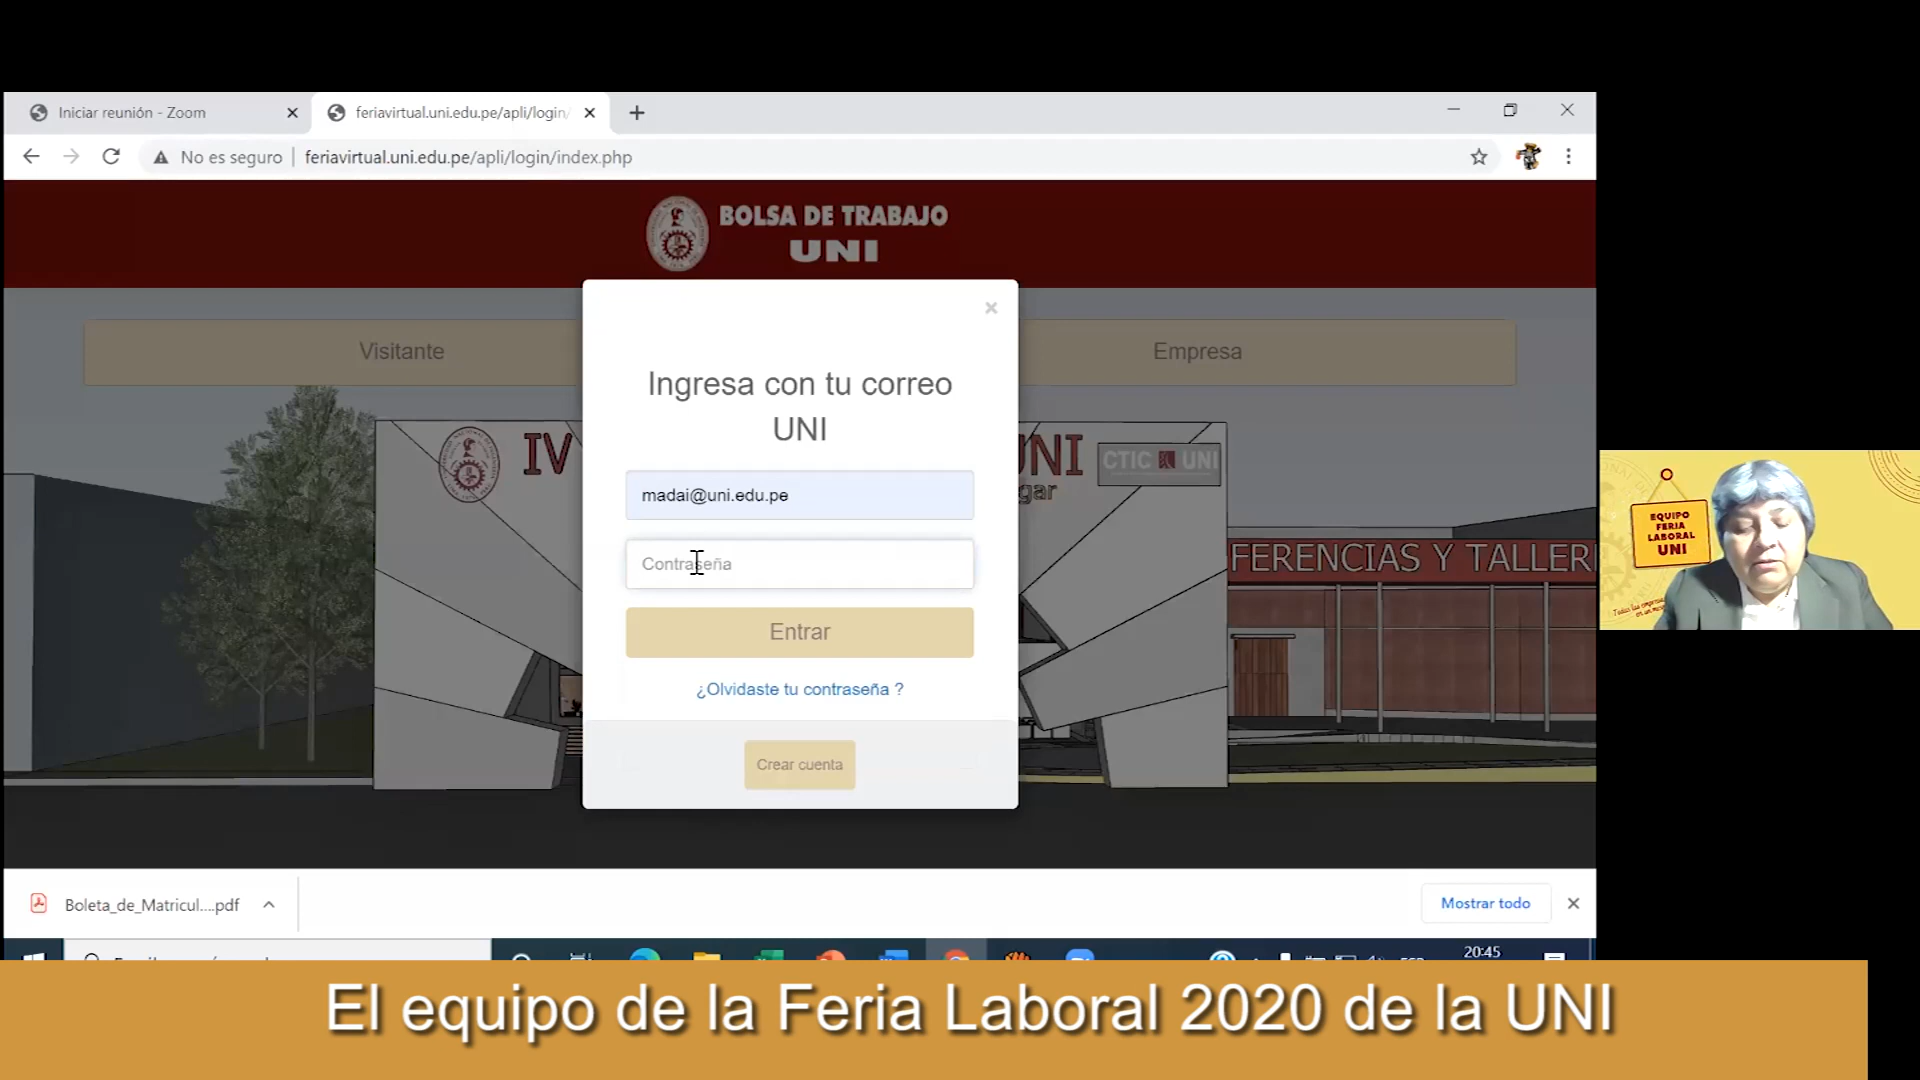 Iniciar reunión - Zoom
feriavirtual.uni.edu.pe/apli/login/
No es seguro
feriavirtual.uni.edu.pe/apli/login/index.php
BOLSA DE TRABAJO
UNI
Visitante
Empresa
Ingresa con tu correo
UNI
IV
UNI
CTIC UNI
gar
madai@uni.edu.pe
Contraseña
FERENCIAS Y TALLER
Entrar
¿Olvidaste tu contraseña ?
Crear cuenta
EQUIPO
FERIA
LABORAL
UNI
Boleta_de_Matricul....pdf
Mostrar todo
20:45
El equipo de la Feria Laboral 2020 de la UNI